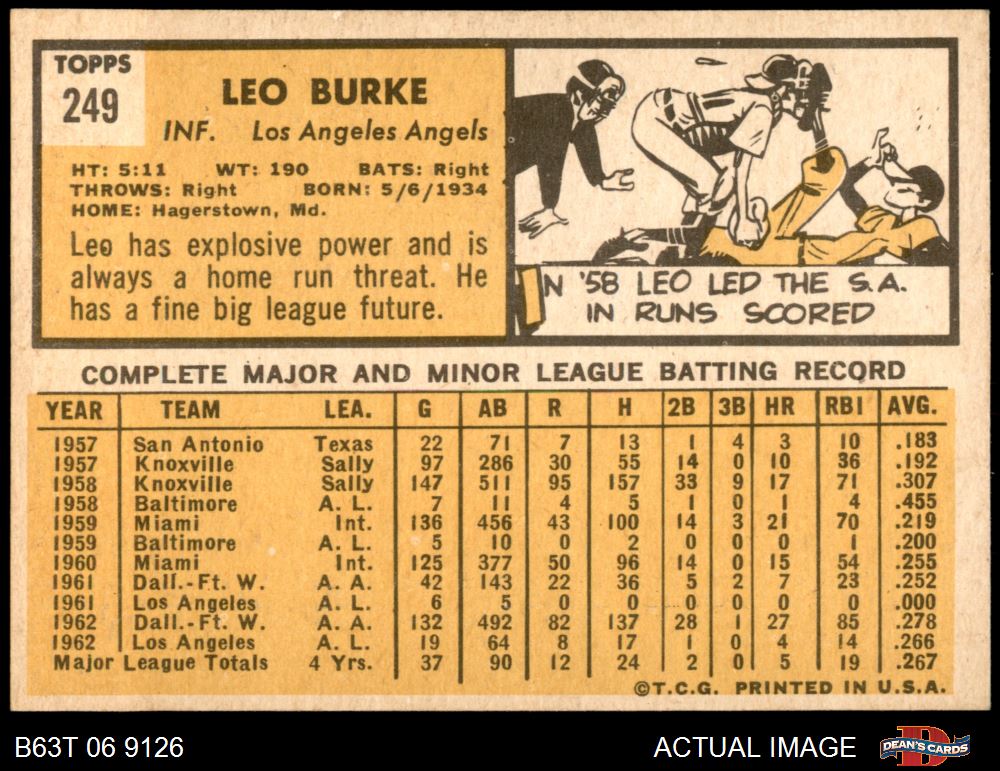 TOPPS
249
LEO BURKE
INF. Los Angeles Angels
HT: 5:11 WT: 190 BATS: Right
THROWS: Right BORN: 5/6/1934
HOME: Hagerstown, Md.
Leo has explosive power and is
always a home run threat. He
has a fine big league future.
IN '58 LEO LED THE S.A.
IN RUNS SCORED
COMPLETE MAJOR AND MINOR LEAGUE BATTING RECORD
YEAR TEAM LEA. G AB R H 2B 3B HR RBI AVG.
1957 San Antonio Texas 22 71 7 13 1 4 3 10 .183
1957 Knoxville Sally 97 286 30 55 14 0 10 36 .192
1958 Knoxville Sally 147 511 95 157 33 9 17 71 .307
1958 Baltimore A. L. 7 11 4 5 1 0 1 4 .455
1959 Miami Int. 136 456 43 100 14 3 21 70 .219
1959 Baltimore A. L. 5 10 0 2 0 0 0 1 .200
1960 Miami Int. 125 377 50 96 14 0 15 54 .255
1961 Dall.-Ft. W. A. A. 42 143 22 36 5 2 7 23 .252
1961 Los Angeles A. L. 6 5 0 0 0 0 0 0 .000
1962 Dall.-Ft. W. A. A. 132 492 82 137 28 1 27 85 .278
1962 Los Angeles A. L. 19 64 8 17 1 0 4 14 .266
Major League Totals 4 Yrs. 37 90 12 24 2 0 5 19 .267
©T.C.G. PRINTED IN U.S.A.
B63T 06 9126 ACTUAL IMAGE DEAN'S CARDS